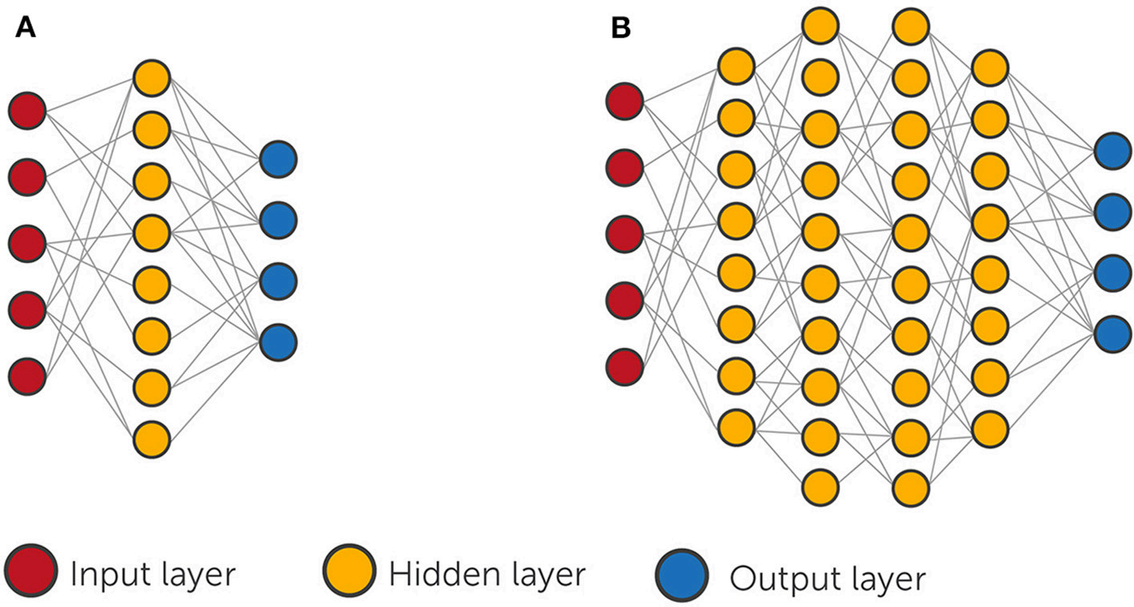 A
B
Input layer
Hidden layer
Output layer